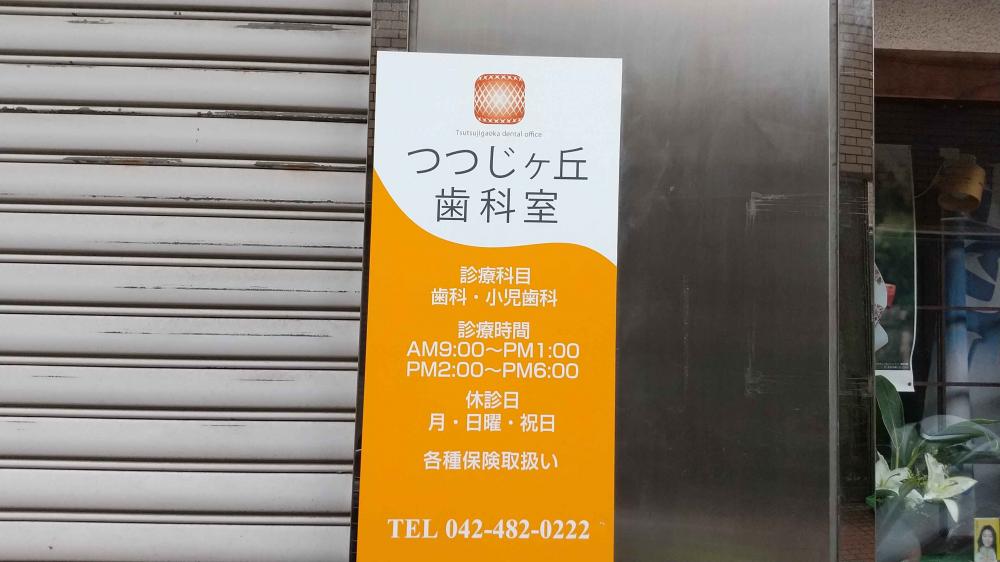 Tsutsujigaoka dental office
つつじヶ丘
歯科室
診療科目
歯科・小児歯科
診療時間
AM9:00〜PM1:00
PM2:00〜PM6:00
休診日
月・日曜・祝日
各種保険取扱い
TEL 042-482-0222